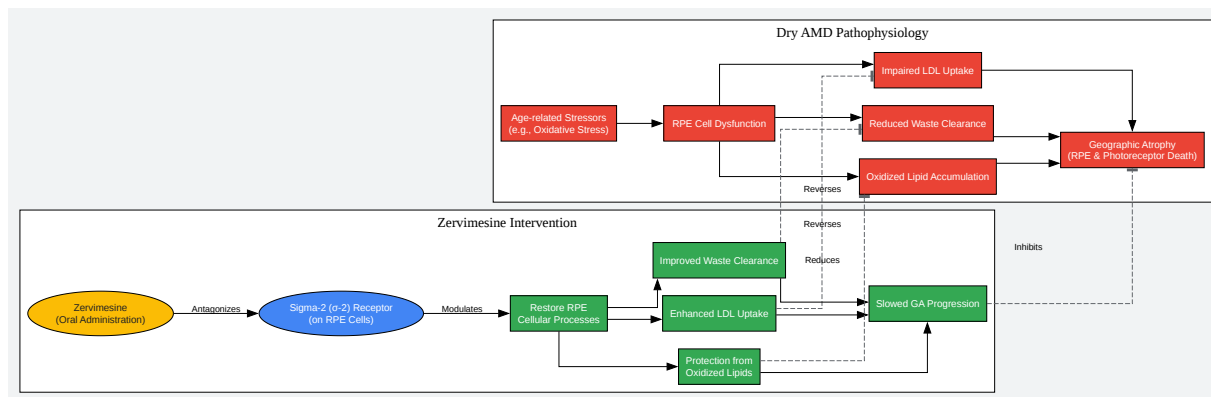 Dry AMD Pathophysiology
Impaired LDL Uptake
Age-related Stressors
(e.g., Oxidative Stress)
RPE Cell Dysfunction
Reduced Waste Clearance
Geographic Atrophy
(RPE & Photoreceptor Death)
Oxidized Lipid Accumulation
Reverses
Zervimesine Intervention
Reverses
Inhibits
Improved Waste Clearance
Reduces
Zervimesine
(Oral Administration)
Antagonizes
Sigma-2 (σ-2) Receptor
(on RPE Cells)
Modulates
Restore RPE
Cellular Processes
Enhanced LDL Uptake
Slowed GA Progression
Protection from
Oxidized Lipids